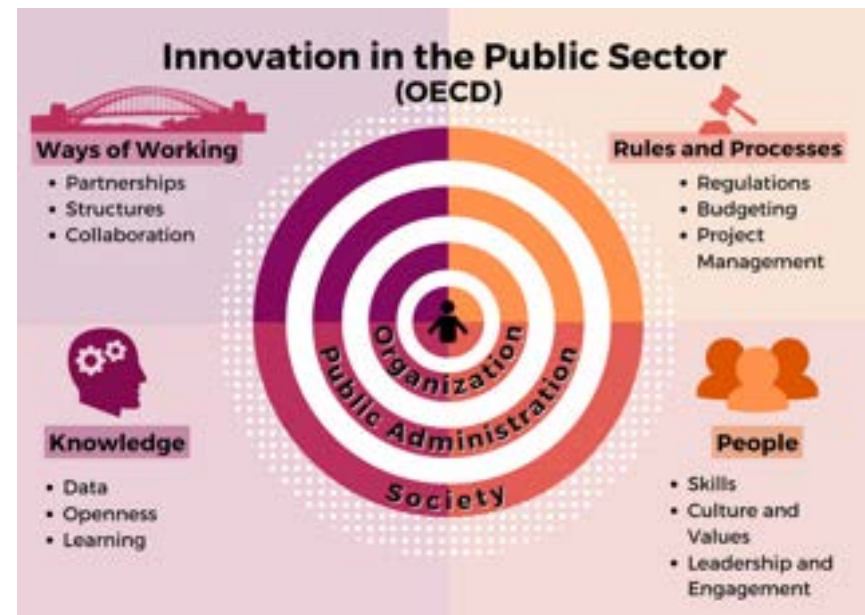 Innovation in the Public Sector
(OECD)
Ways of Working
• Partnerships
• Structures
• Collaboration
Rules and Processes
• Regulations
• Budgeting
• Project
Management
Organization
Public Administration
Society
Knowledge
• Data
• Openness
• Learning
People
• Skills
• Culture and
Values
• Leadership and
Engagement